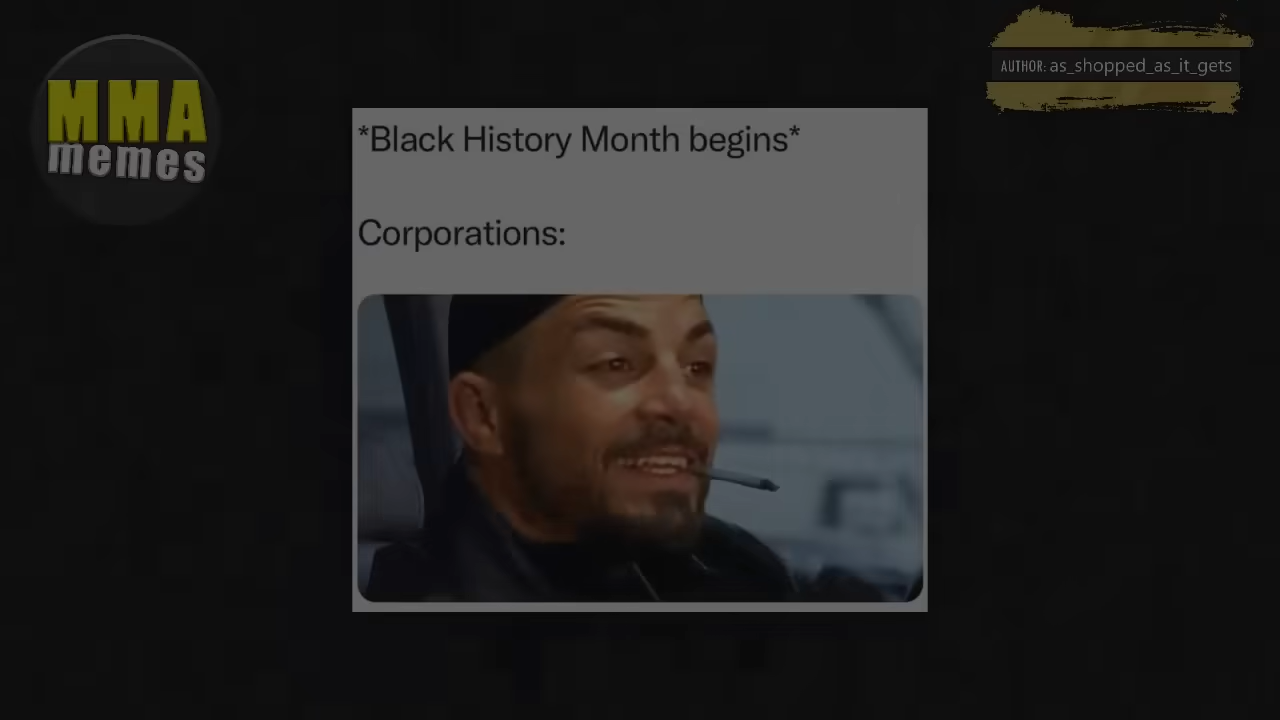 MMA
memes
AUTHOR: as_shopped_as_it_gets
*Black History Month begins*
Corporations: